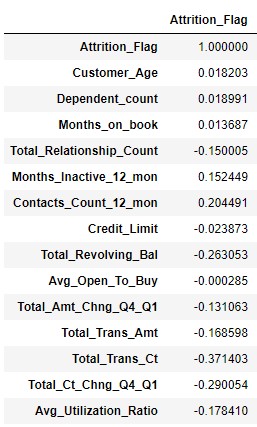 Attrition_Flag
Attrition_Flag 1.000000
Customer_Age 0.018203
Dependent_count 0.018991
Months_on_book 0.013687
Total_Relationship_Count -0.150005
Months_Inactive_12_mon 0.152449
Contacts_Count_12_mon 0.204491
Credit_Limit -0.023873
Total_Revolving_Bal -0.263053
Avg_Open_To_Buy -0.000285
Total_Amt_Chng_Q4_Q1 -0.131063
Total_Trans_Amt -0.168598
Total_Trans_Ct -0.371403
Total_Ct_Chng_Q4_Q1 -0.290054
Avg_Utilization_Ratio -0.178410